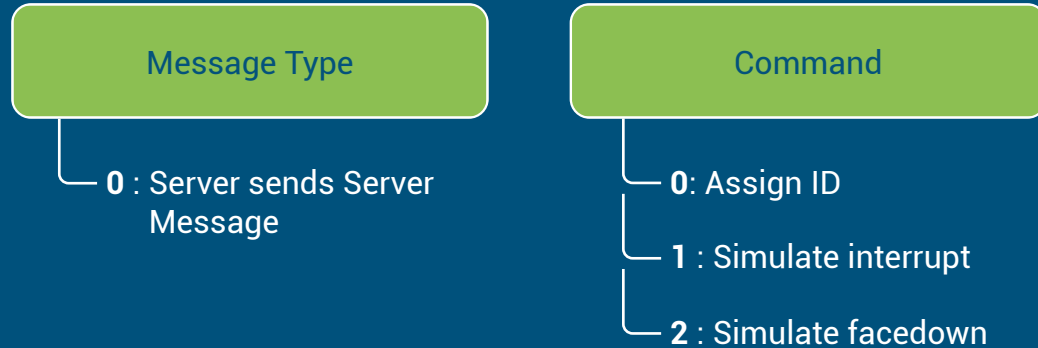 Message Type
0 : Server sends Server
Message
Command
0: Assign ID
1 : Simulate interrupt
2 : Simulate facedown